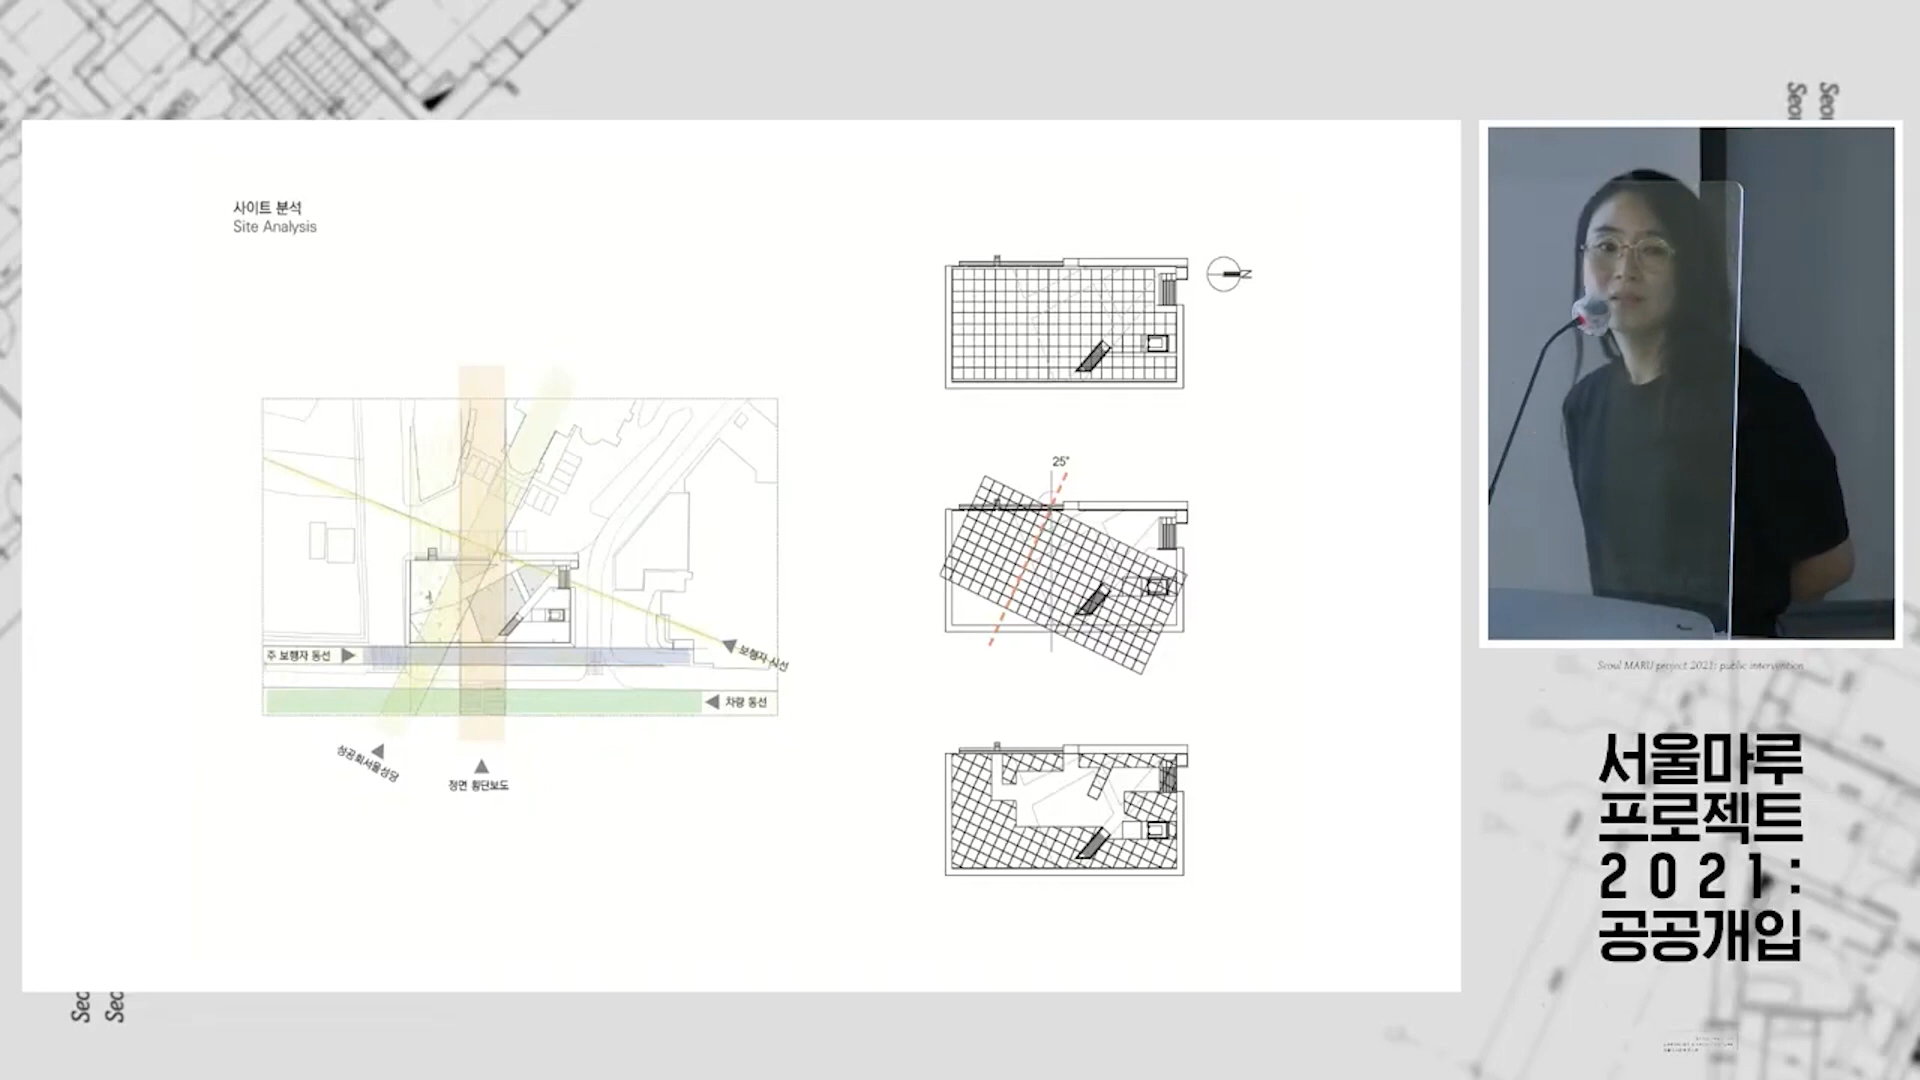 사이트 분석
Site Analysis
N
25°
주 보행자 동선
보행자 시선
차량 동선
성공회서울성당
정면 횡단보도
Seoul MARU project 2021: public intervention
서울마루
프로젝트
2021:
공공개입